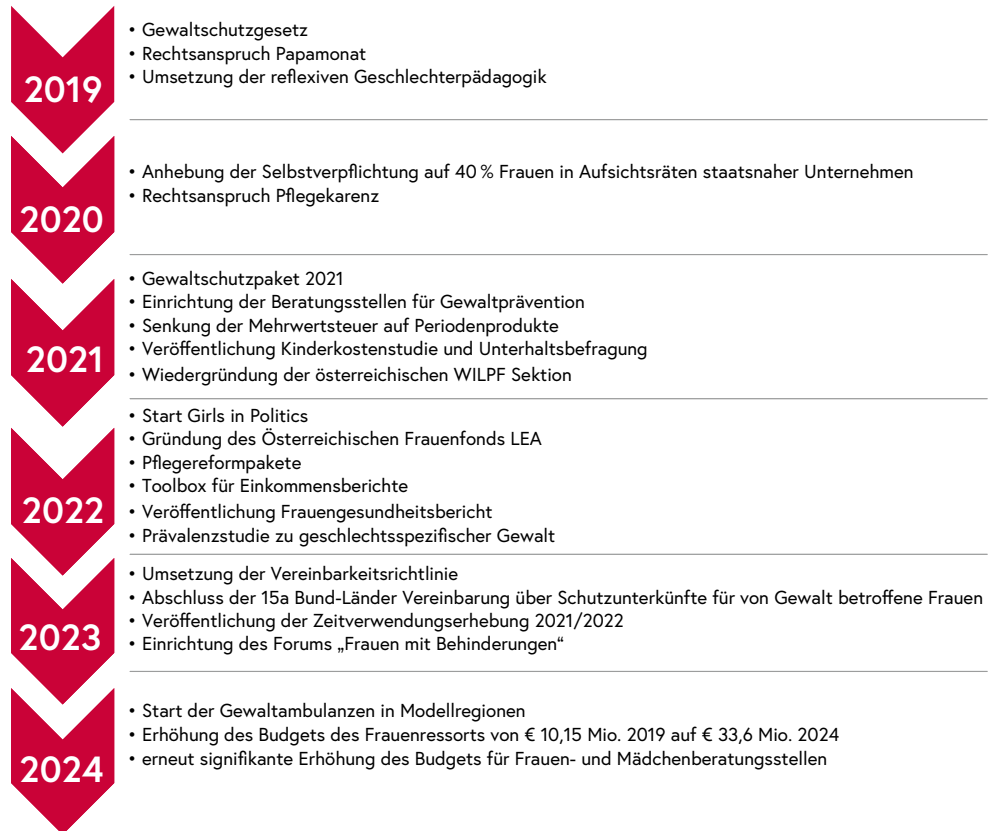 2019
• Gewaltschutzgesetz
• Rechtsanspruch Papamonat
• Umsetzung der reflexiven Geschlechterpädagogik
2020
• Anhebung der Selbstverpflichtung auf 40 % Frauen in Aufsichtsräten staatsnaher Unternehmen
• Rechtsanspruch Pflegekarenz
2021
• Gewaltschutzpaket 2021
• Einrichtung der Beratungsstellen für Gewaltprävention
• Senkung der Mehrwertsteuer auf Periodenprodukte
• Veröffentlichung Kinderkostenstudie und Unterhaltsbefragung
• Wiedergründung der österreichischen WILPF Sektion
2022
• Start Girls in Politics
• Gründung des Österreichischen Frauenfonds LEA
• Pflegereformpakete
• Toolbox für Einkommensberichte
• Veröffentlichung Frauengesundheitsbericht
• Prävalenzstudie zu geschlechtsspezifischer Gewalt
2023
• Umsetzung der Vereinbarkeitsrichtlinie
• Abschluss der 15a Bund-Länder Vereinbarung über Schutzunterkünfte für von Gewalt betroffene Frauen
• Veröffentlichung der Zeitverwendungserhebung 2021/2022
• Einrichtung des Forums „Frauen mit Behinderungen“
2024
• Start der Gewaltambulanzen in Modellregionen
• Erhöhung des Budgets des Frauenressorts von € 10,15 Mio. 2019 auf € 33,6 Mio. 2024
• erneut signifikante Erhöhung des Budgets für Frauen- und Mädchenberatungsstellen